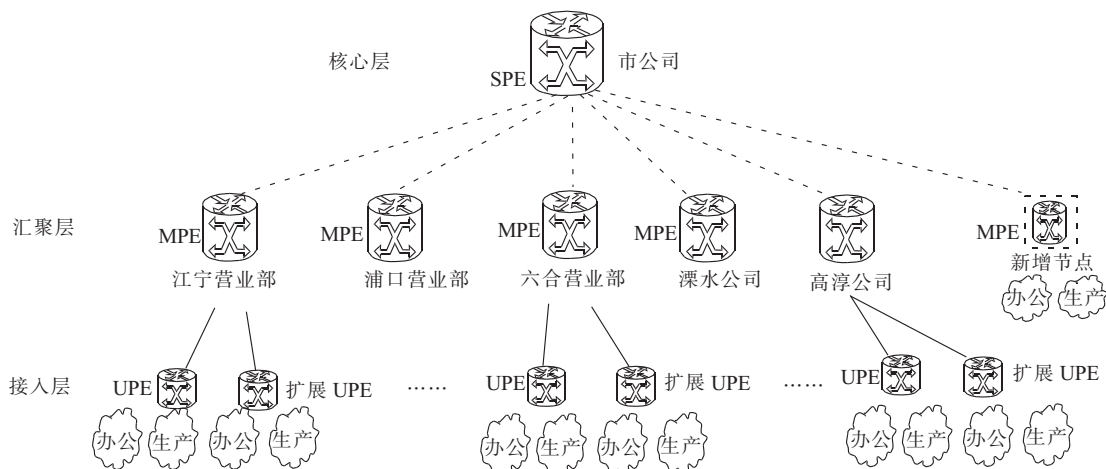 核心层
SPE
市公司
汇聚层
MPE
MPE
MPE
MPE
MPE
江宁营业部
浦口营业部
六合营业部
溧水公司
高淳公司
新增节点
办公
生产
接入层
UPE
扩展 UPE
……
UPE
扩展 UPE
……
UPE
扩展 UPE
办公
生产
办公
生产
办公
生产
办公
生产
办公
生产
办公
生产